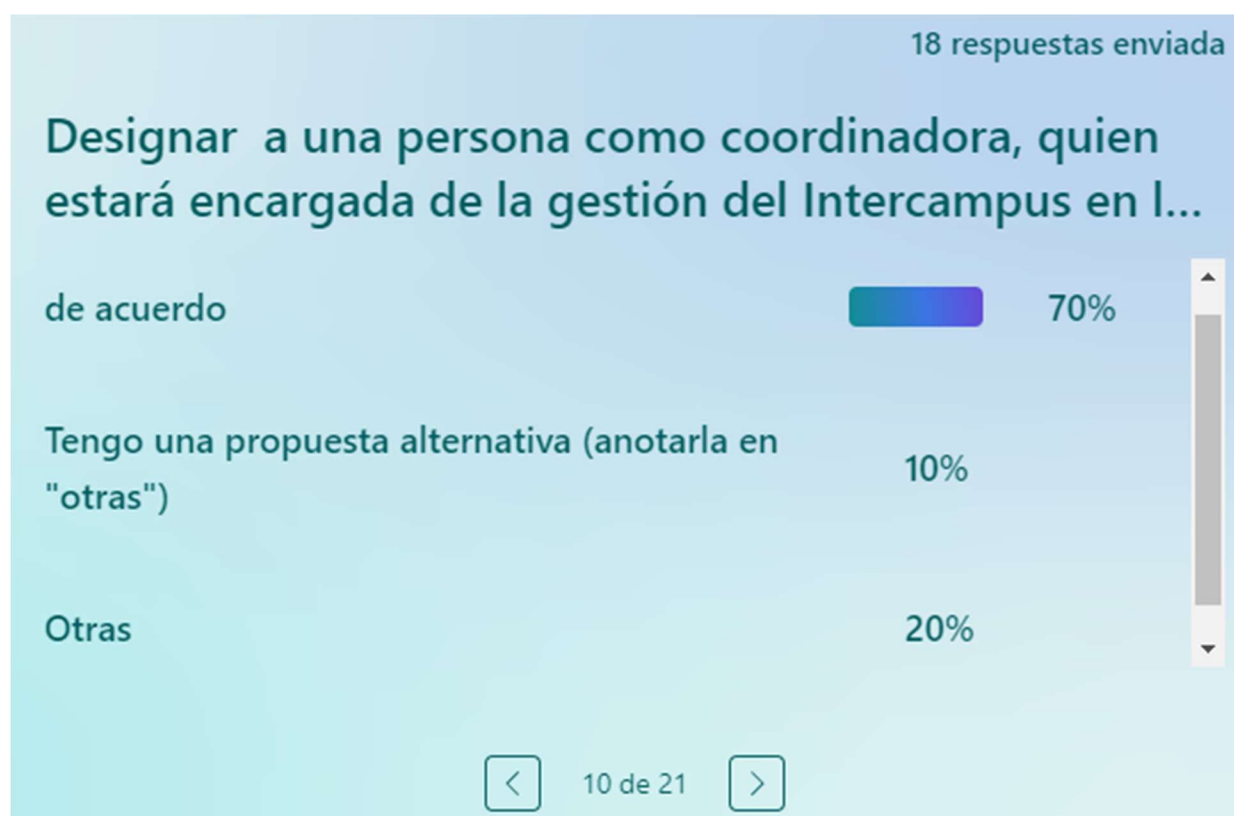 18 respuestas enviada
Designar  a una persona como coordinadora, quien
estará encargada de la gestión del Intercampus en l...
de acuerdo 70%
Tengo una propuesta alternativa (anotarla en
"otras") 10%
Otras 20%
10 de 21